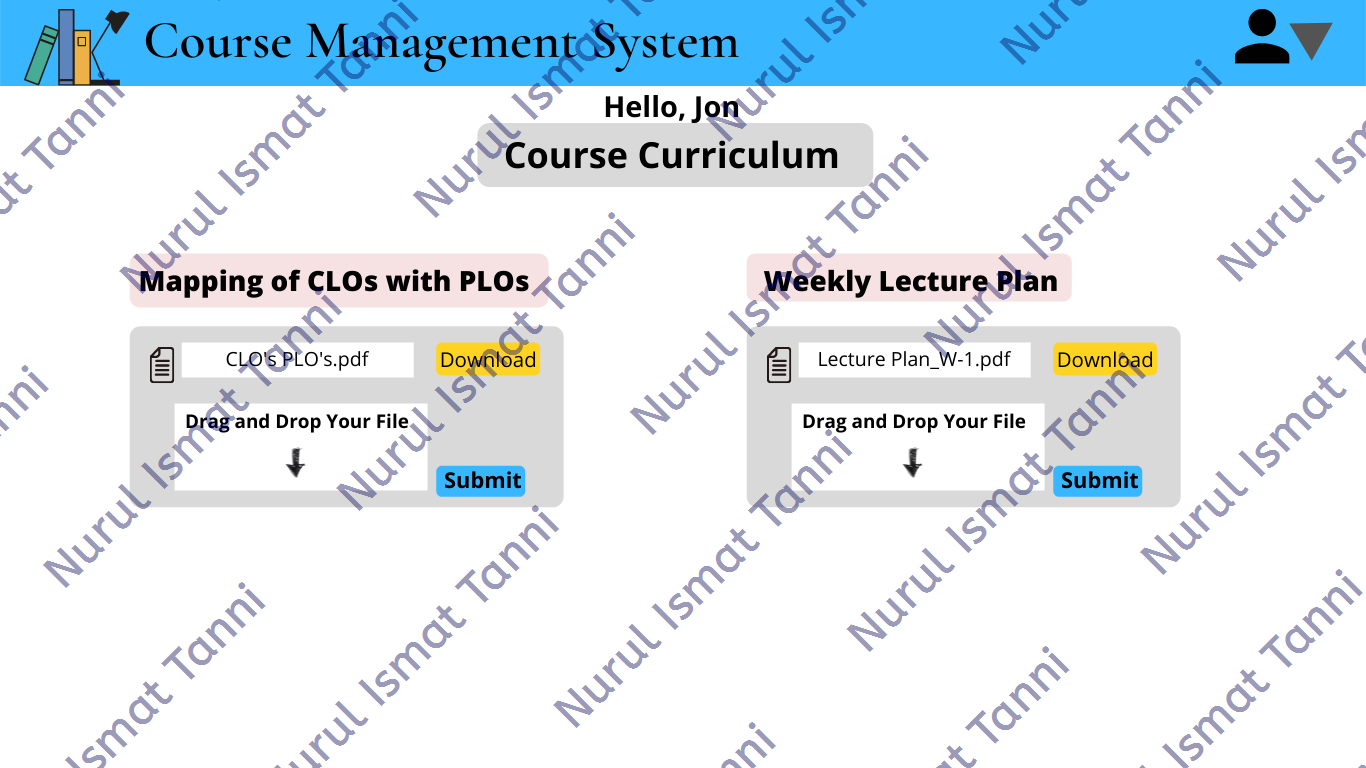 Course Management System
Hello, Jon
Course Curriculum
Mapping of CLOs with PLOs
CLO's PLO's.pdf
Download
Drag and Drop Your File
Submit
Weekly Lecture Plan
Lecture Plan_W-1.pdf
Download
Drag and Drop Your File
Submit
Nurul Ismat Tanni